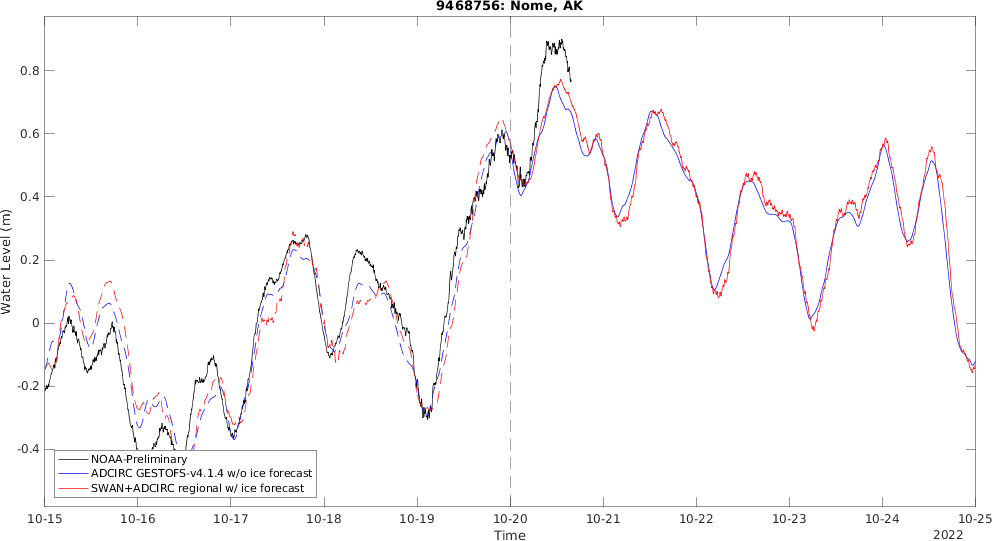 9468756: Nome, AK
Water Level (m)
0.8
0.6
0.4
0.2
0
-0.2
-0.4
NOAA-Preliminary
ADCIRC GESTOFS-v4.1.4 w/o ice forecast
SWAN+ADCIRC regional w/ ice forecast
10-15 10-16 10-17 10-18 10-19 10-20 10-21 10-22 10-23 10-24 10-25
Time
2022